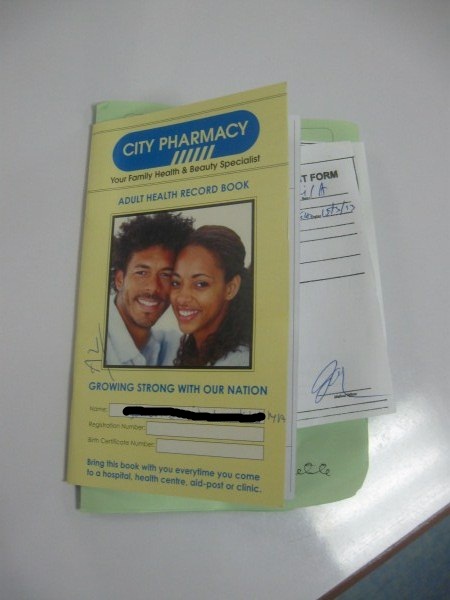 CITY PHARMACY
Your Family Health & Beauty Specialist
ADULT HEALTH RECORD BOOK
GROWING STRONG WITH OUR NATION
Name:
Registration Number:
Birth Certificate Number:
Bring this book with you everytime you come
to a hospital, health centre, aid-post or clinic.
T FORM